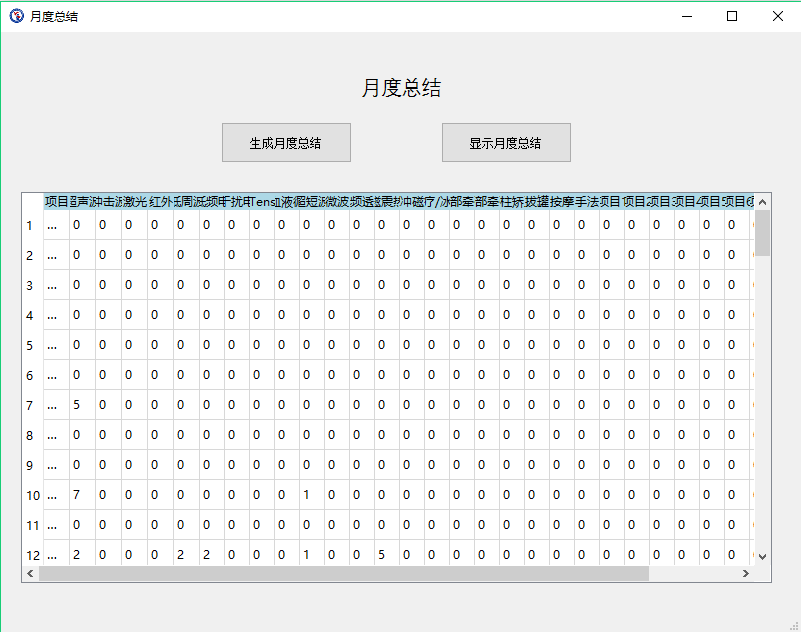 月度总结
月度总结
生成月度总结 显示月度总结
项目 声波 冲击波 激光 红外 周波 频 干扰 Tens 液 超短波 微波 频透 震热 冲磁 疗/冰 部牵 部牵 柱矫 拔罐 按摩 手法 项目1 项目2 项目3 项目4 项目5 项目6
1 ... 0 0 0 0 0 0 0 0 0 0 0 0 0 0 0 0 0 0 0 0 0 0 0 0 0 0 0
2 ... 0 0 0 0 0 0 0 0 0 0 0 0 0 0 0 0 0 0 0 0 0 0 0 0 0 0 0
3 ... 0 0 0 0 0 0 0 0 0 0 0 0 0 0 0 0 0 0 0 0 0 0 0 0 0 0 0
4 ... 0 0 0 0 0 0 0 0 0 0 0 0 0 0 0 0 0 0 0 0 0 0 0 0 0 0 0
5 ... 0 0 0 0 0 0 0 0 0 0 0 0 0 0 0 0 0 0 0 0 0 0 0 0 0 0 0
6 ... 0 0 0 0 0 0 0 0 0 0 0 0 0 0 0 0 0 0 0 0 0 0 0 0 0 0 0
7 ... 5 0 0 0 0 0 0 0 0 0 0 0 0 0 0 0 0 0 0 0 0 0 0 0 0 0 0
8 ... 0 0 0 0 0 0 0 0 0 0 0 0 0 0 0 0 0 0 0 0 0 0 0 0 0 0 0
9 ... 0 0 0 0 0 0 0 0 0 0 0 0 0 0 0 0 0 0 0 0 0 0 0 0 0 0 0
10 ... 7 0 0 0 0 0 0 0 0 1 0 0 0 0 0 0 0 0 0 0 0 0 0 0 0 0 0
11 ... 0 0 0 0 0 0 0 0 0 0 0 0 0 0 0 0 0 0 0 0 0 0 0 0 0 0 0
12 ... 2 0 0 0 2 2 0 0 0 1 0 0 5 0 0 0 0 0 0 0 0 0 0 0 0 0 0